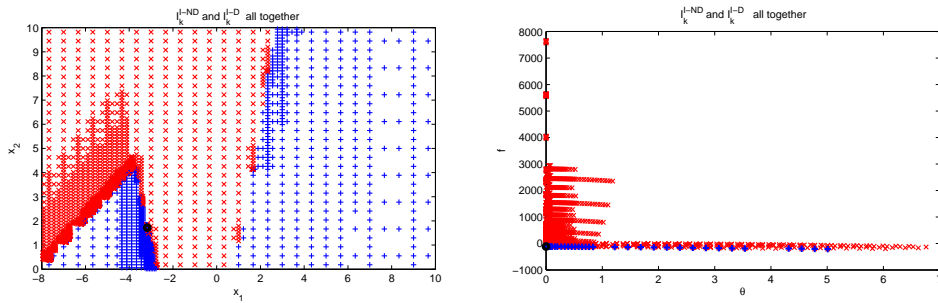 I_k^{I-ND} and I_k^{I-D} all together
10
9
8
7
6
5
4
3
2
1
0
x_2
-8 -6 -4 -2 0 2 4 6 8 10
x_1
I_k^{I-ND} and I_k^{I-D} all together
8000
7000
6000
5000
4000
3000
2000
1000
0
-1000
f
0 1 2 3 4 5 6 7
θ